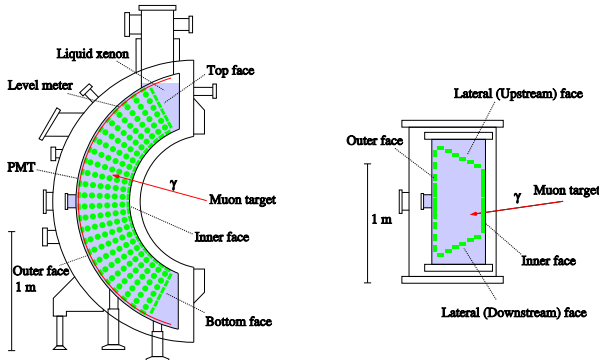 Liquid xenon
Level meter
Top face
PMT
γ
Muon target
Inner face
Outer face
1 m
Bottom face
Lateral (Upstream) face
Outer face
γ
Muon target
1 m
Inner face
Lateral (Downstream) face